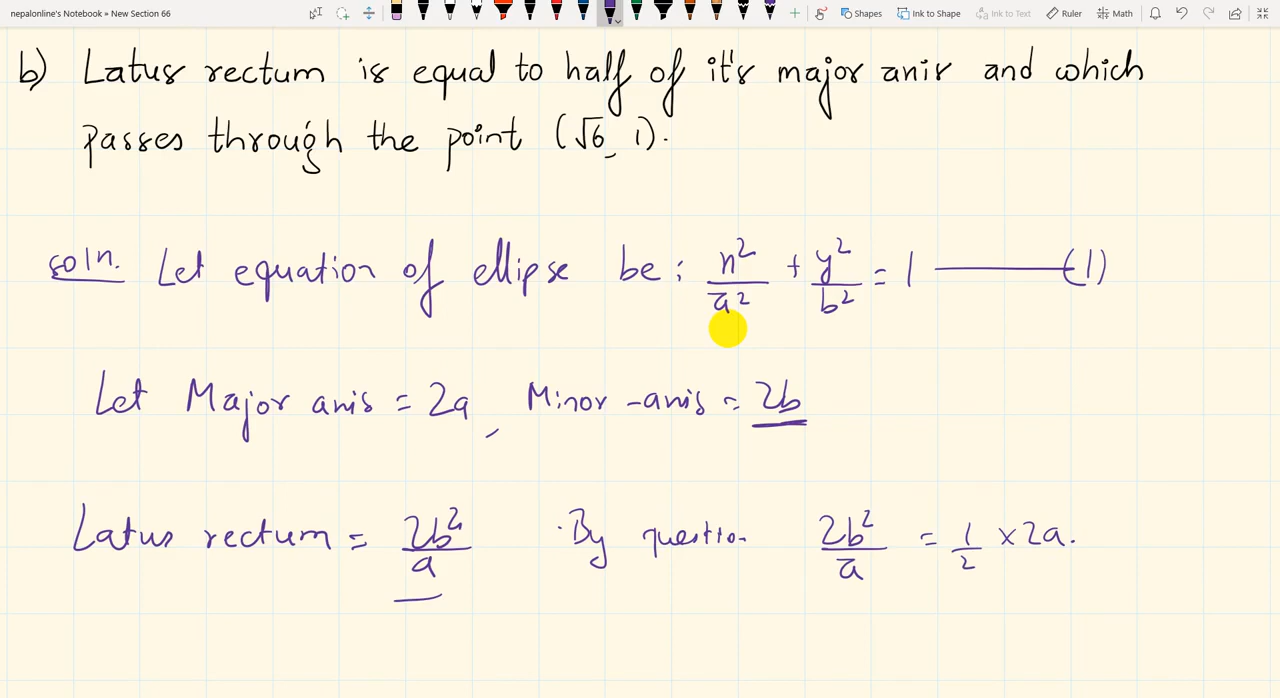 nepalonline's Notebook » New Section 66
Shapes Ink to Shape Ink to Text Ruler Math
b) Latus rectum is equal to half of it's major axis and which
passes through the point (√6, 1).
soln. Let equation of ellipse be: x²/a² + y²/b² = 1 ——— (1)
Let Major axis = 2a, Minor-axis = 2b
Latus rectum = 2b²/a By question 2b²/a = 1/2 × 2a.